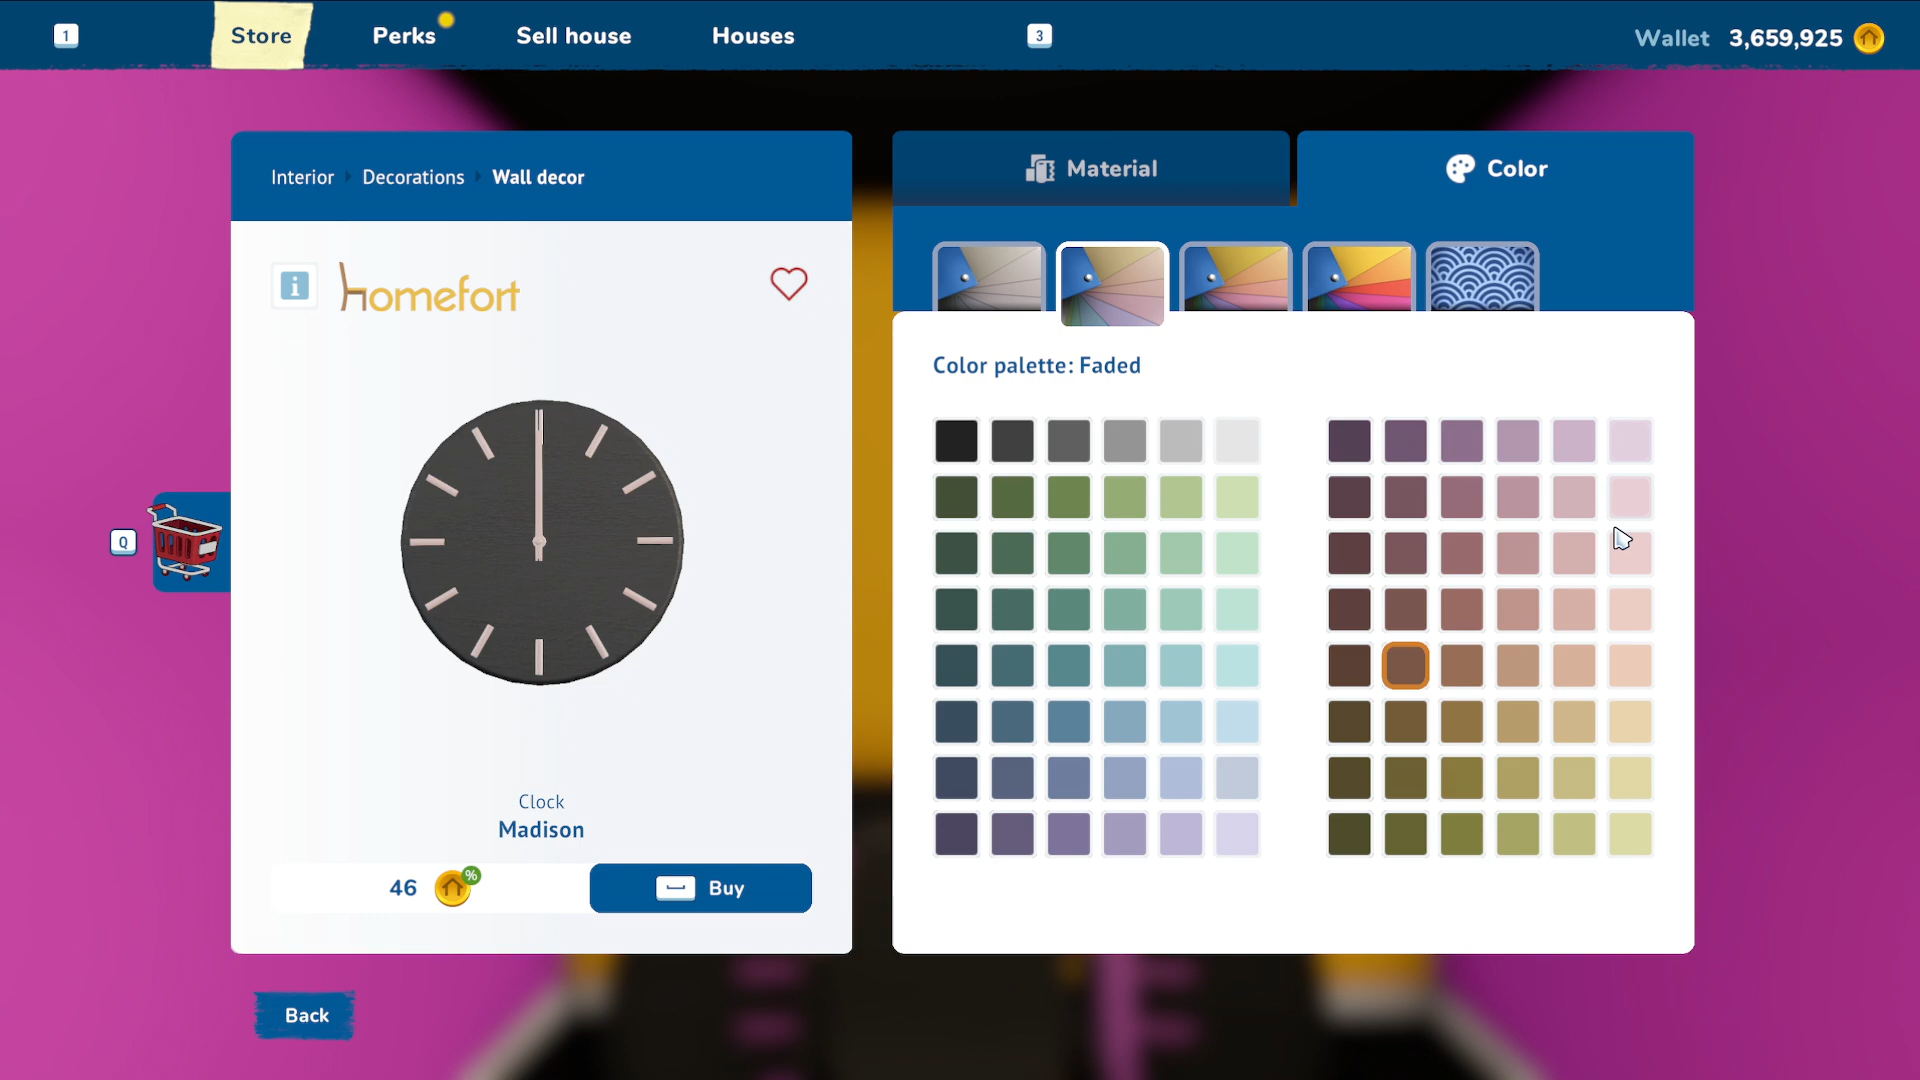 1
Store
Perks
Sell house
Houses
3
Wallet 3,659,925
Interior Decorations Wall decor
Material
Color
i
homefort
Color palette: Faded
Q
Clock
Madison
46
%
Buy
Back